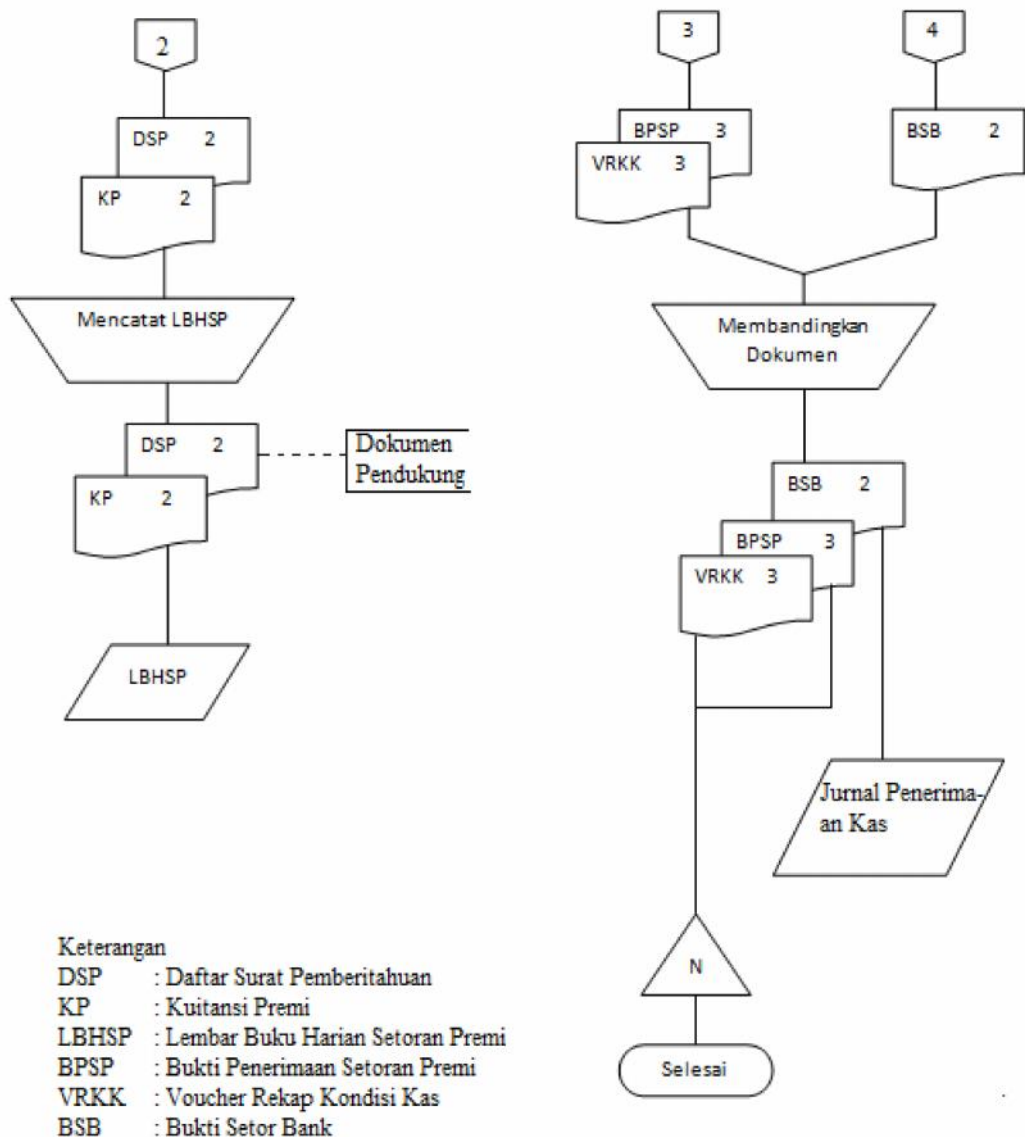 2
DSP 2
KP 2
Mencatat LBHSP
DSP 2
KP 2
Dokumen
Pendukung
LBHSP
3
4
BPSP 3
VRKK 3
BSB 2
Membandingkan
Dokumen
BSB 2
BPSP 3
VRKK 3
Jurnal Penerima-
an Kas
N
Selesai
Keterangan
DSP : Daftar Surat Pemberitahuan
KP : Kuitansi Premi
LBHSP : Lembar Buku Harian Setoran Premi
BPSP : Bukti Penerimaan Setoran Premi
VRKK : Voucher Rekap Kondisi Kas
BSB : Bukti Setor Bank